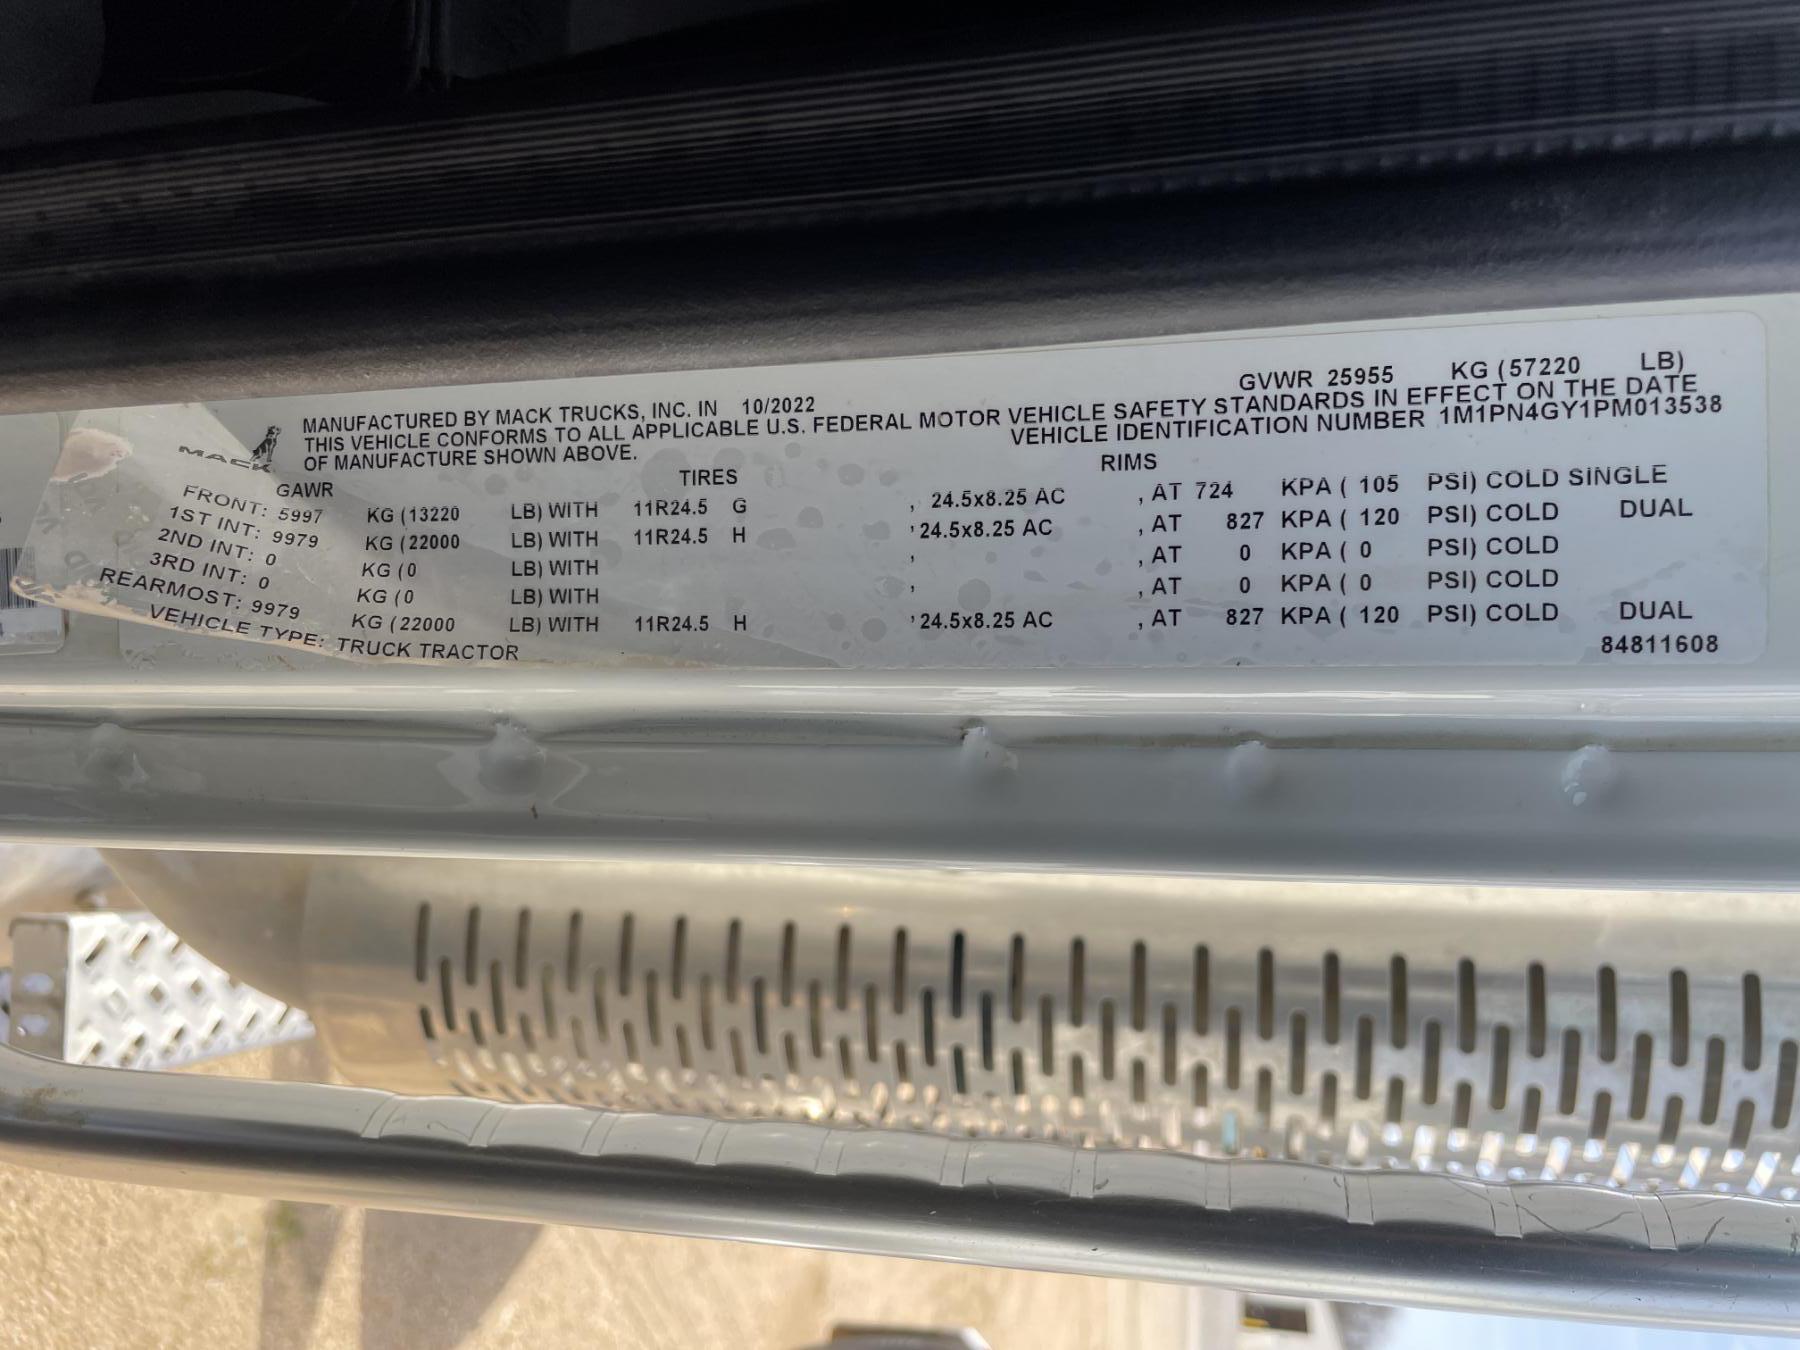 GVWR 25955 KG (57220 LB)
MANUFACTURED BY MACK TRUCKS, INC. IN 10/2022
THIS VEHICLE CONFORMS TO ALL APPLICABLE U.S. FEDERAL MOTOR VEHICLE SAFETY STANDARDS IN EFFECT ON THE DATE
OF MANUFACTURE SHOWN ABOVE. VEHICLE IDENTIFICATION NUMBER 1M1PN4GY1PM013538
MACK
GAWR TIRES RIMS
FRONT: 5997 KG (13220 LB) WITH 11R24.5 G , 24.5x8.25 AC , AT 724 KPA ( 105 PSI) COLD SINGLE
1ST INT: 9979 KG (22000 LB) WITH 11R24.5 H , 24.5x8.25 AC , AT 827 KPA ( 120 PSI) COLD DUAL
2ND INT: 0 KG (0 LB) WITH , , AT 0 KPA ( 0 PSI) COLD
3RD INT: 0 KG (0 LB) WITH , , AT 0 KPA ( 0 PSI) COLD
REARMOST: 9979 KG (22000 LB) WITH 11R24.5 H , 24.5x8.25 AC , AT 827 KPA ( 120 PSI) COLD DUAL
VEHICLE TYPE: TRUCK TRACTOR 84811608